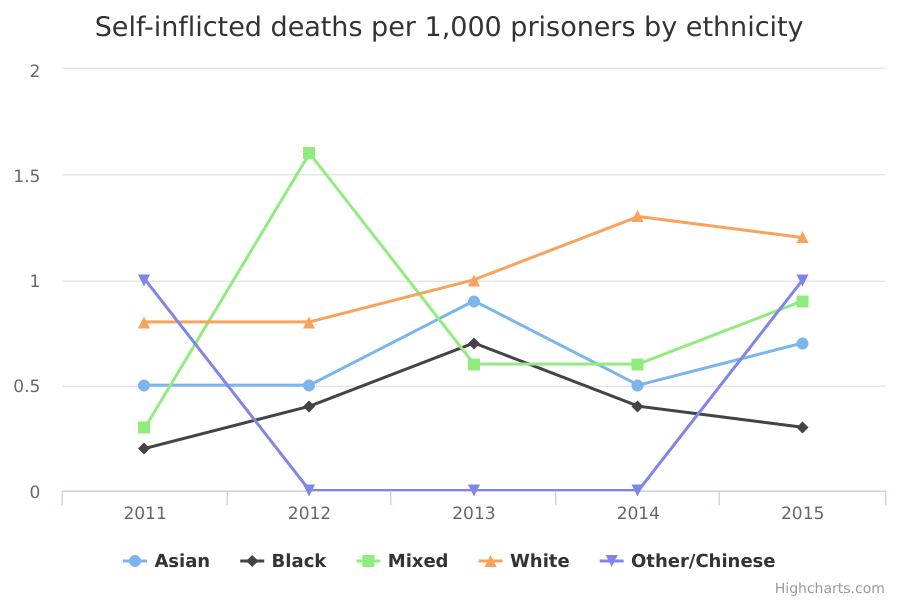 Self-inflicted deaths per 1,000 prisoners by ethnicity
2
1.5
1
0.5
0
2011 2012 2013 2014 2015
Asian Black Mixed White Other/Chinese
Highcharts.com